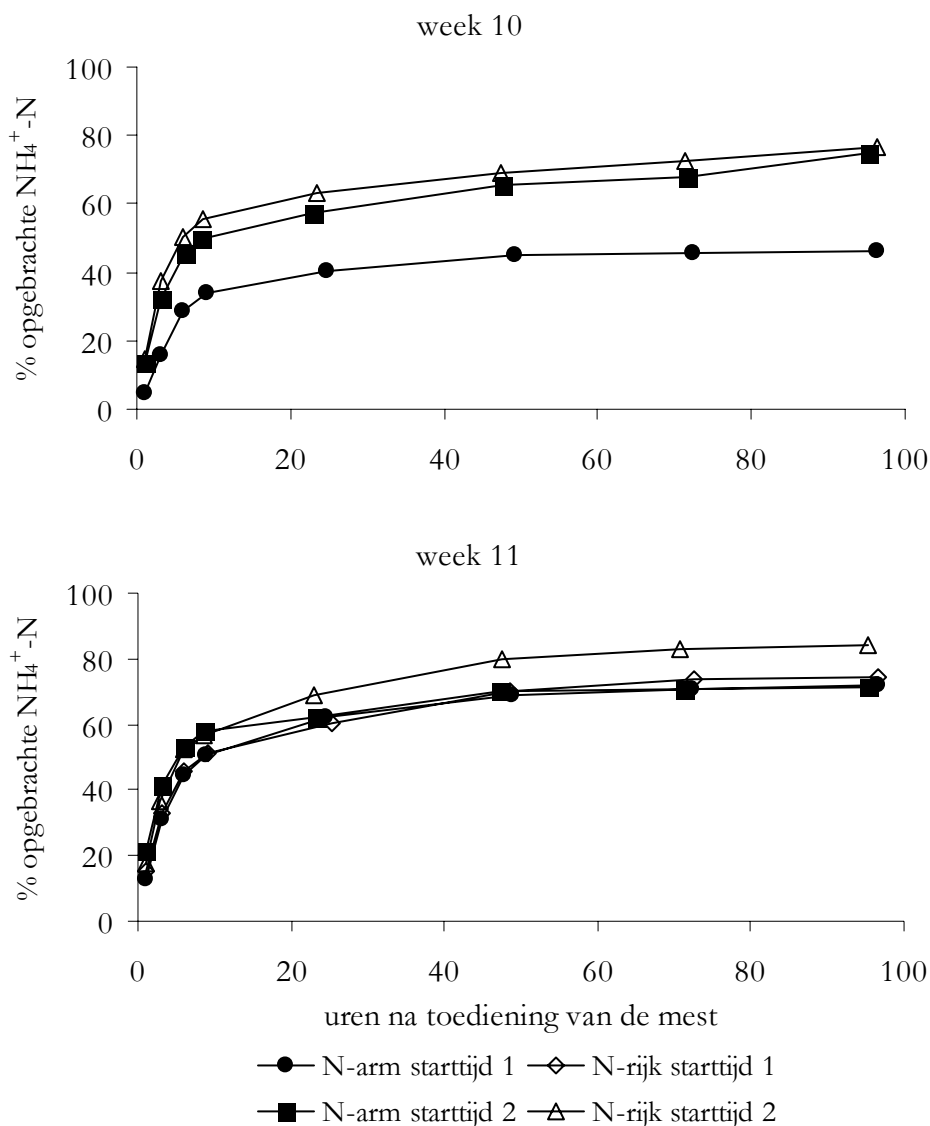 week 10
% opgebrachte NH₄⁺-N
100
80
60
40
20
0
0 20 40 60 80 100
week 11
% opgebrachte NH₄⁺-N
100
80
60
40
20
0
0 20 40 60 80 100
uren na toediening van de mest
N-arm starttijd 1 N-rijk starttijd 1
N-arm starttijd 2 N-rijk starttijd 2